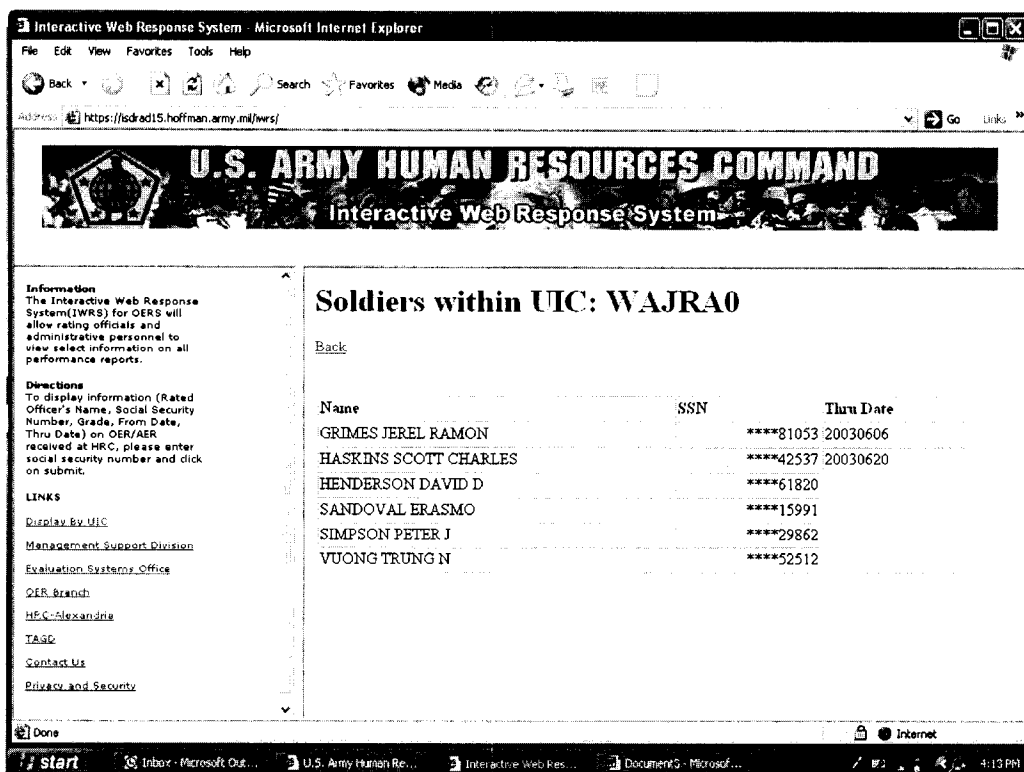 Interactive Web Response System - Microsoft Internet Explorer
File Edit View Favorites Tools Help
Back Search Favorites Media
Address https://isdrad15.hoffman.army.mil/iwrs/ Go Links »
U.S. ARMY HUMAN RESOURCES COMMAND
Interactive Web Response System
Information
The Interactive Web Response
System(IWRS) for OERS will
allow rating officials and
administrative personnel to
view select information on all
performance reports.
Directions
To display information (Rated
Officer's Name, Social Security
Number, Grade, From Date,
Thru Date) on OER/AER
received at HRC, please enter
social security number and click
on submit.
LINKS
Display By UIC
Management Support Division
Evaluation Systems Office
OER Branch
HRC-Alexandria
TAGD
Contact Us
Privacy and Security
Soldiers within UIC: WAJRA0
Back
Name SSN Thru Date
GRIMES JEREL RAMON ****81053 20030606
HASKINS SCOTT CHARLES ****42537 20030620
HENDERSON DAVID D ****61820
SANDOVAL ERASMO ****15991
SIMPSON PETER J ****29862
VUONG TRUNG N ****52512
Done Internet
start Inbox - Microsoft Out... U.S. Army Human Re... Interactive Web Res... Document5 - Microsof... 4:13 PM